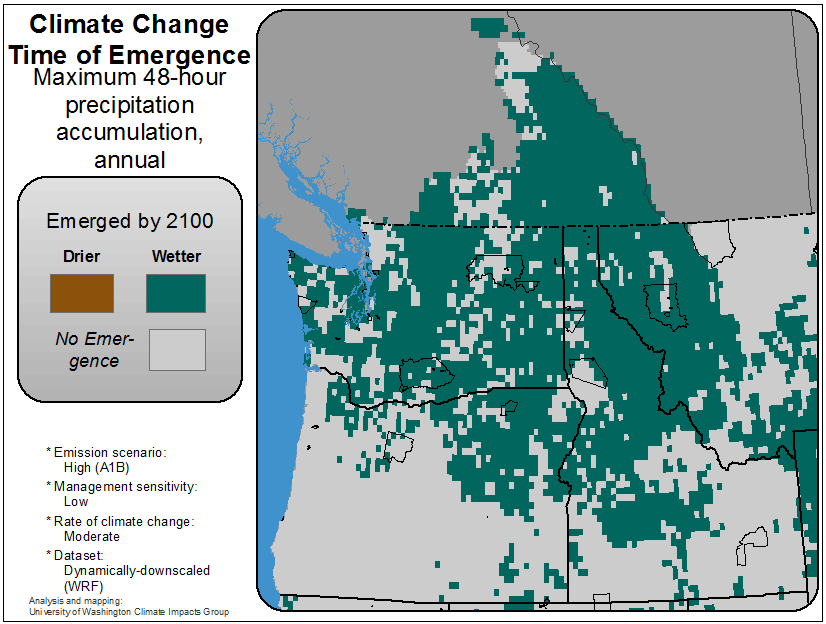 Climate Change
Time of Emergence
Maximum 48-hour
precipitation
accumulation,
annual
Emerged by 2100
Drier
Wetter
No Emer-
gence
* Emission scenario:
High (A1B)
* Management sensitivity:
Low
* Rate of climate change:
Moderate
* Dataset:
Dynamically-downscaled
(WRF)
Analysis and mapping:
University of Washington Climate Impacts Group